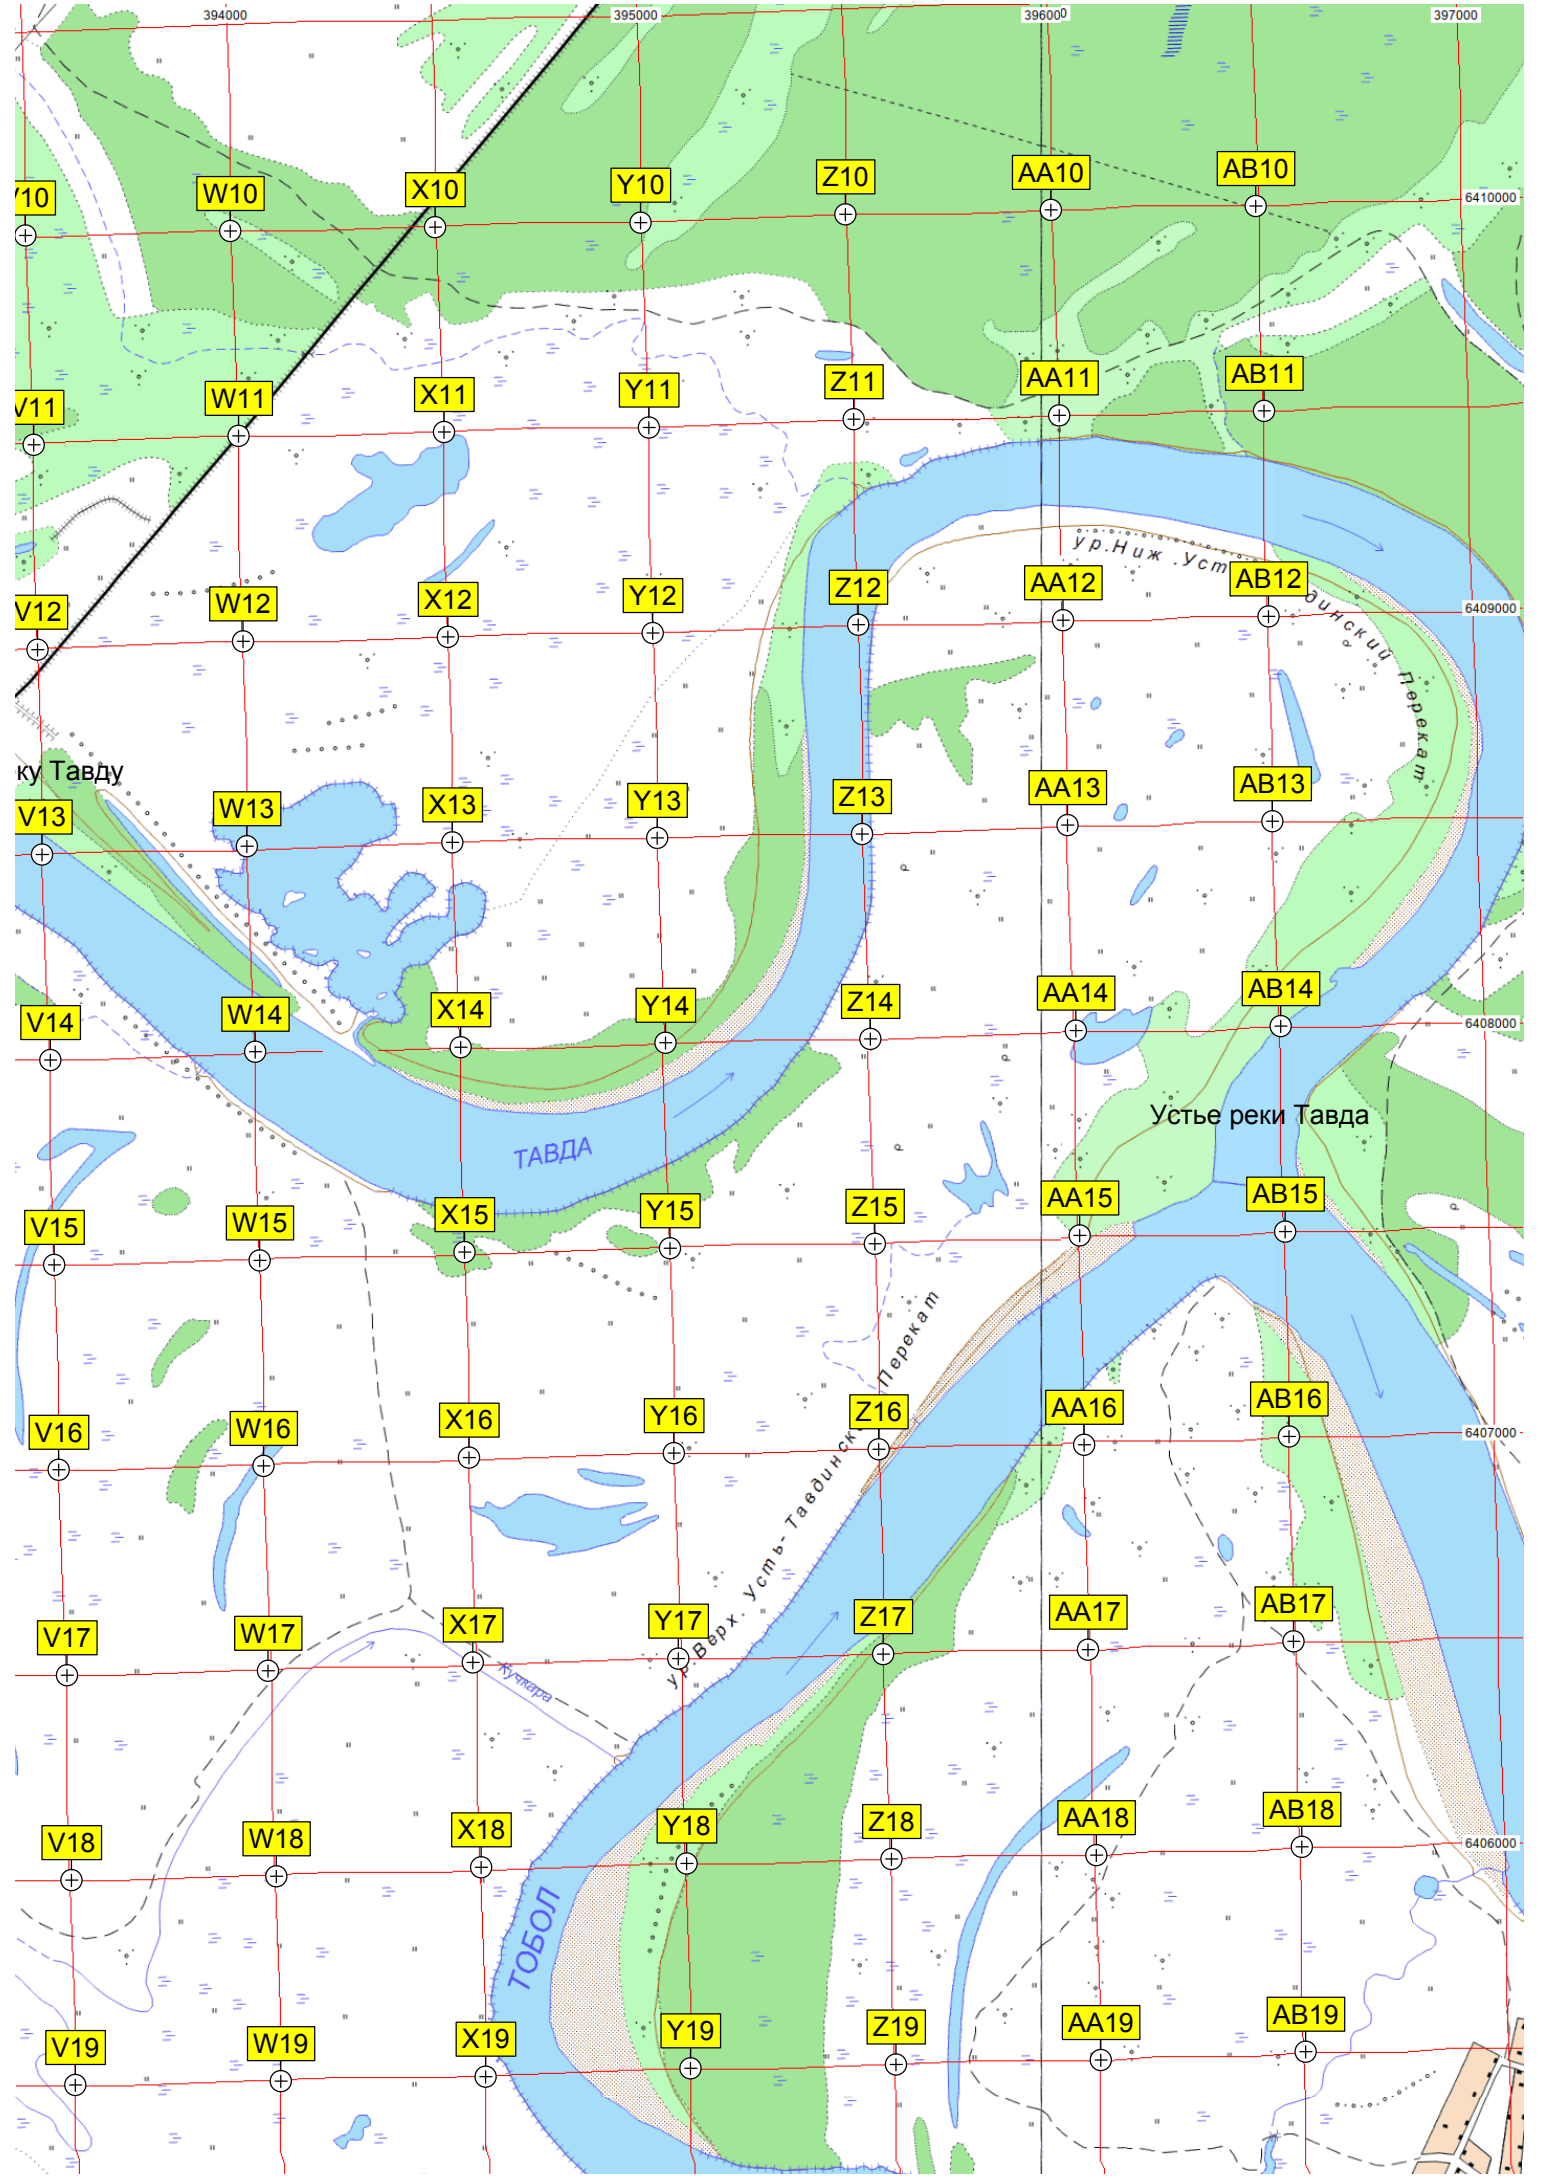 394000 395000 396000 397000
W10 X10 Y10 Z10 AA10 AB10
6410000
V11 W11 X11 Y11 Z11 AA11 AB11
ур.Ниж .Уст динский Перекат
V12 W12 X12 Y12 Z12 AA12 AB12
6409000
ку Тавду
V13 W13 X13 Y13 Z13 AA13 AB13
V14 W14 X14 Y14 Z14 AA14 AB14
6408000
Устье реки Тавда
ТАВДА
V15 W15 X15 Y15 Z15 AA15 AB15
V16 W16 X16 Y16 Z16 AA16 AB16
6407000
ур.Верх. Усть-Тавдинск Перекат
V17 W17 X17 Y17 Z17 AA17 AB17
Кучкара
V18 W18 X18 Y18 Z18 AA18 AB18
6406000
ТОБОЛ
V19 W19 X19 Y19 Z19 AA19 AB19